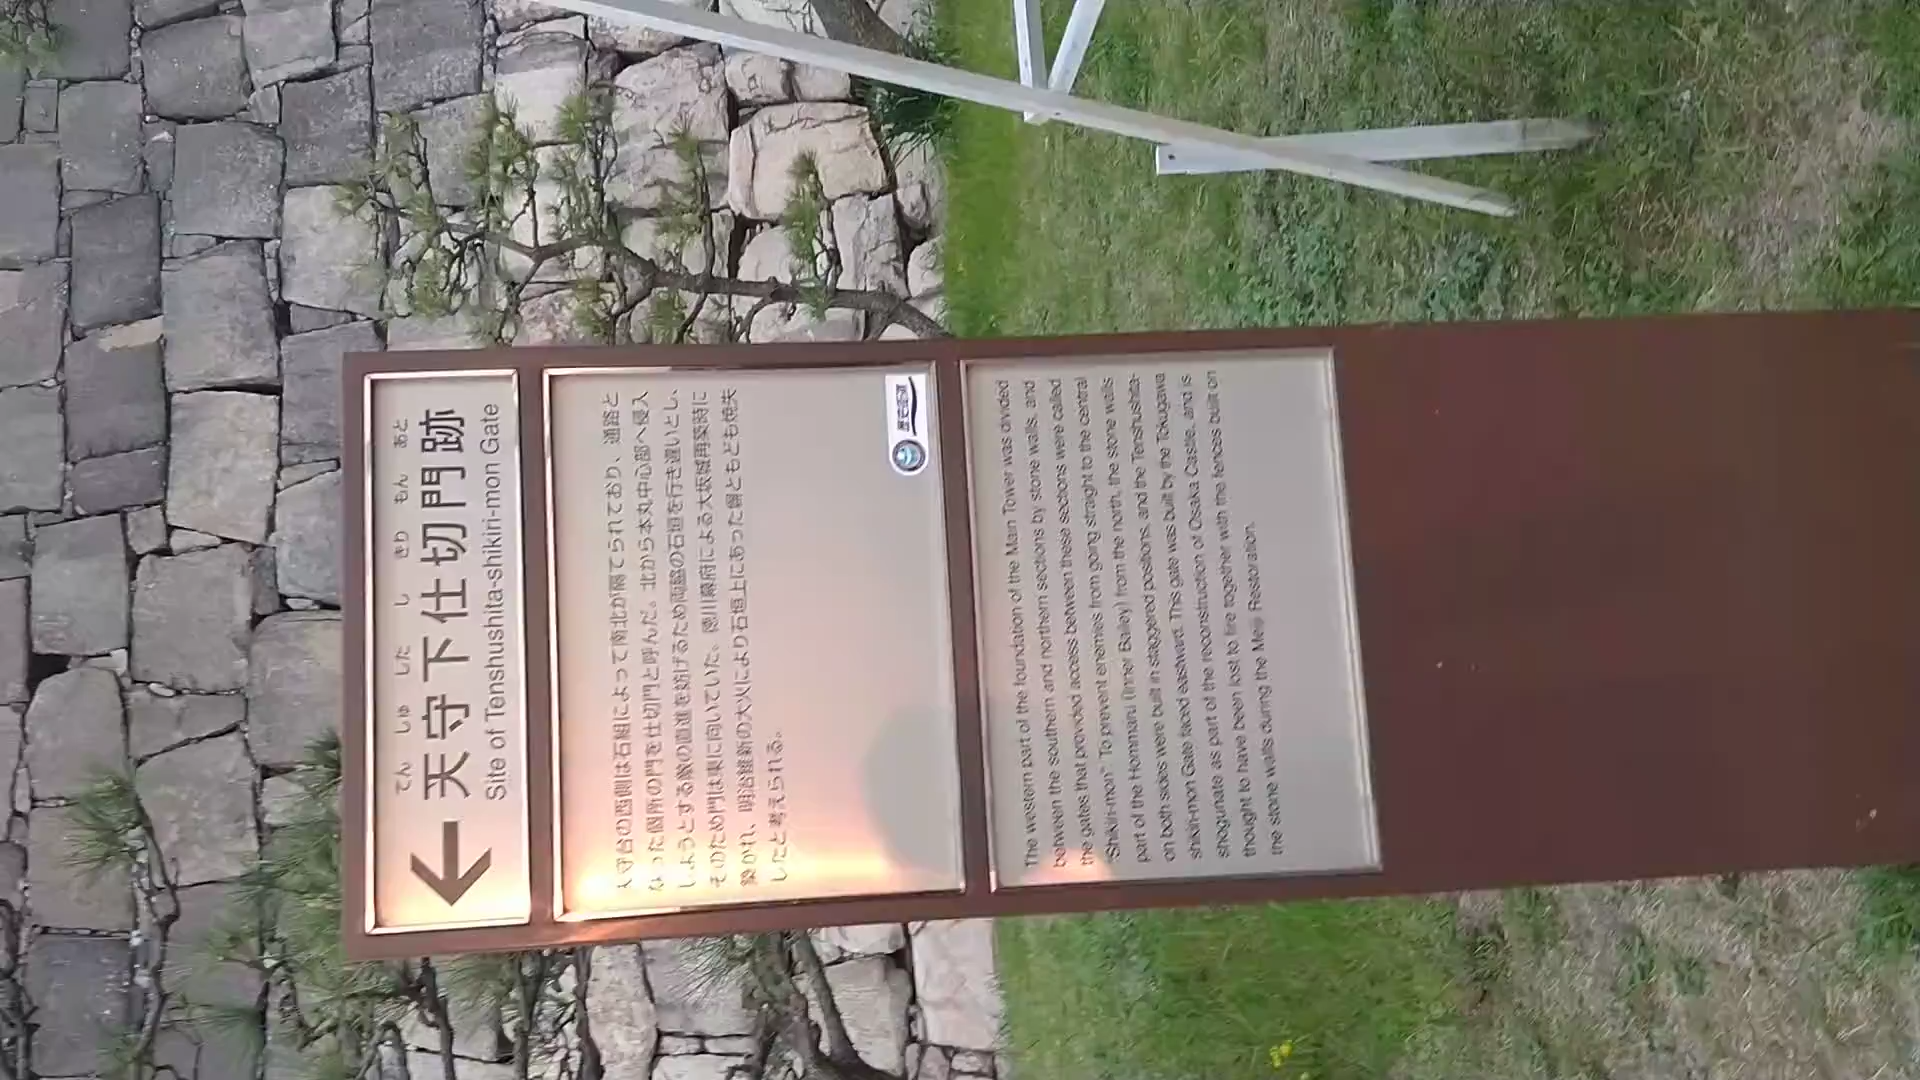 てん しゅ した し きり もん あと
天守下仕切門跡
Site of Tenshushita-shikiri-mon Gate
天守台の西側は石組によって南北が隔てられており、通路と
なった個所の門を仕切門と呼んだ。北から本丸中心部へ侵入
しようとする敵の直進を妨げるため両脇の石垣を行き違いとし、
そのため門は東に向いていた。徳川幕府による大坂城再築時に
築かれ、明治維新の大火により石垣上にあった塀ともども焼失
したと考えられる。
歴史街道
The western part of the foundation of the Main Tower was divided
between the southern and northern sections by stone walls, and
the gates that provided access between these sections were called
"Shikiri-mon". To prevent enemies from going straight to the central
part of the Hommaru (Inner Bailey) from the north, the stone walls
on both sides were built in staggered positions, and the Tenshushita-
shikiri-mon Gate faced eastward. This gate was built by the Tokugawa
shogunate as part of the reconstruction of Osaka Castle, and is
thought to have been lost to fire together with the fences built on
the stone walls during the Meiji Restoration.